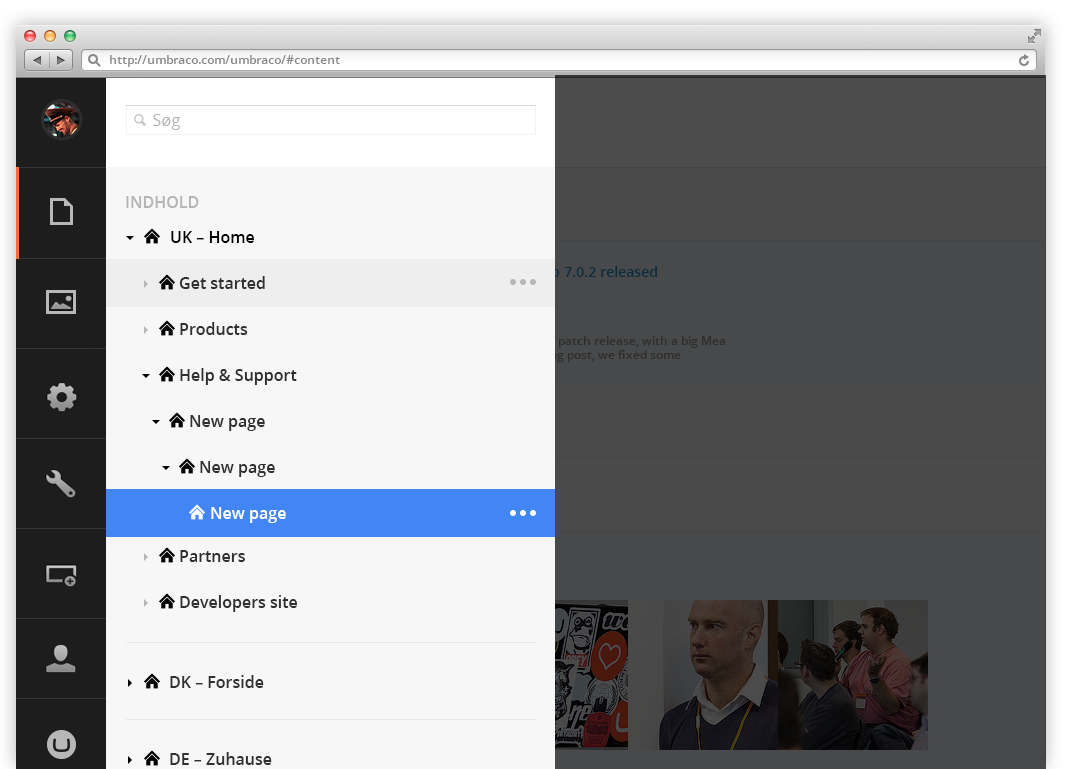 http://umbraco.com/umbraco/#content
Søg
INDHOLD
UK – Home
Get started
Products
Help & Support
New page
New page
New page
Partners
Developers site
DK – Forside
DE – Zuhause
7.0.2 released
patch release, with a big Mea
post, we fixed some
OBEY